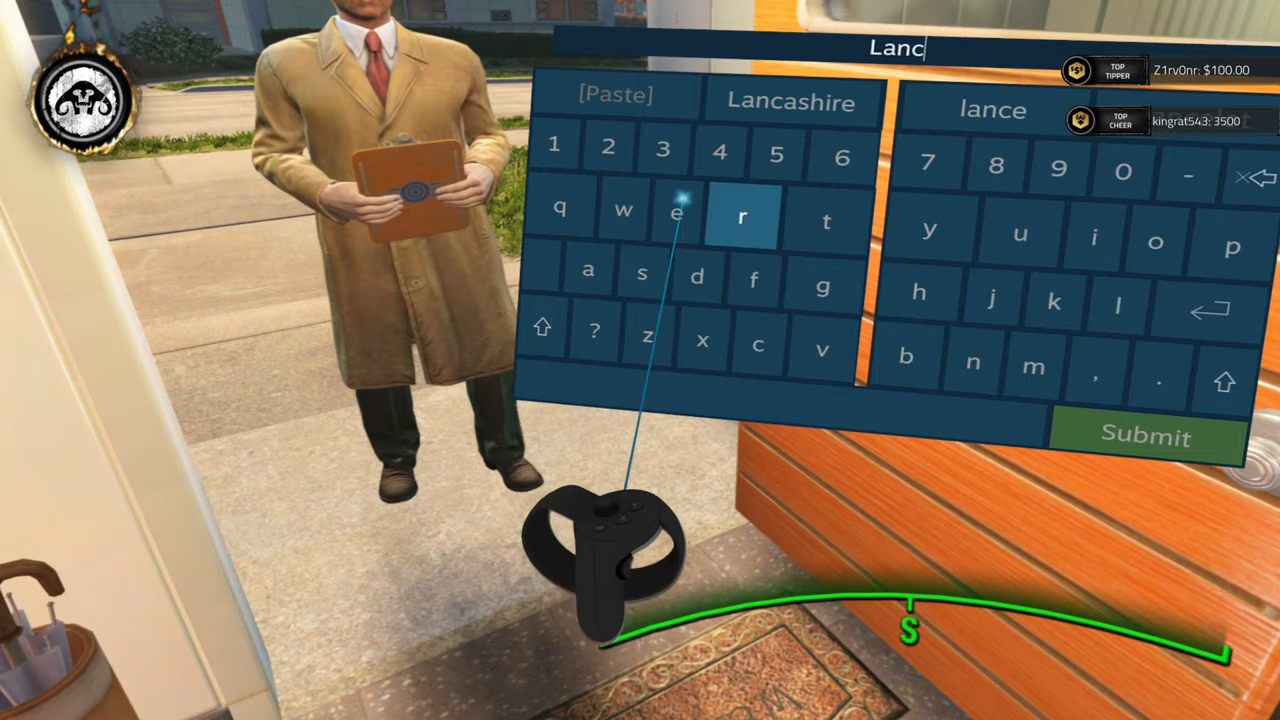 Lanc
TOP TIPPER Z1rv0nr: $100.00
[Paste] Lancashire lance
TOP CHEER kingrat543: 3500
1 2 3 4 5 6 7 8 9 0 -
q w e r t y u i o p
a s d f g h j k l
? z x c v b n m , .
Submit
S